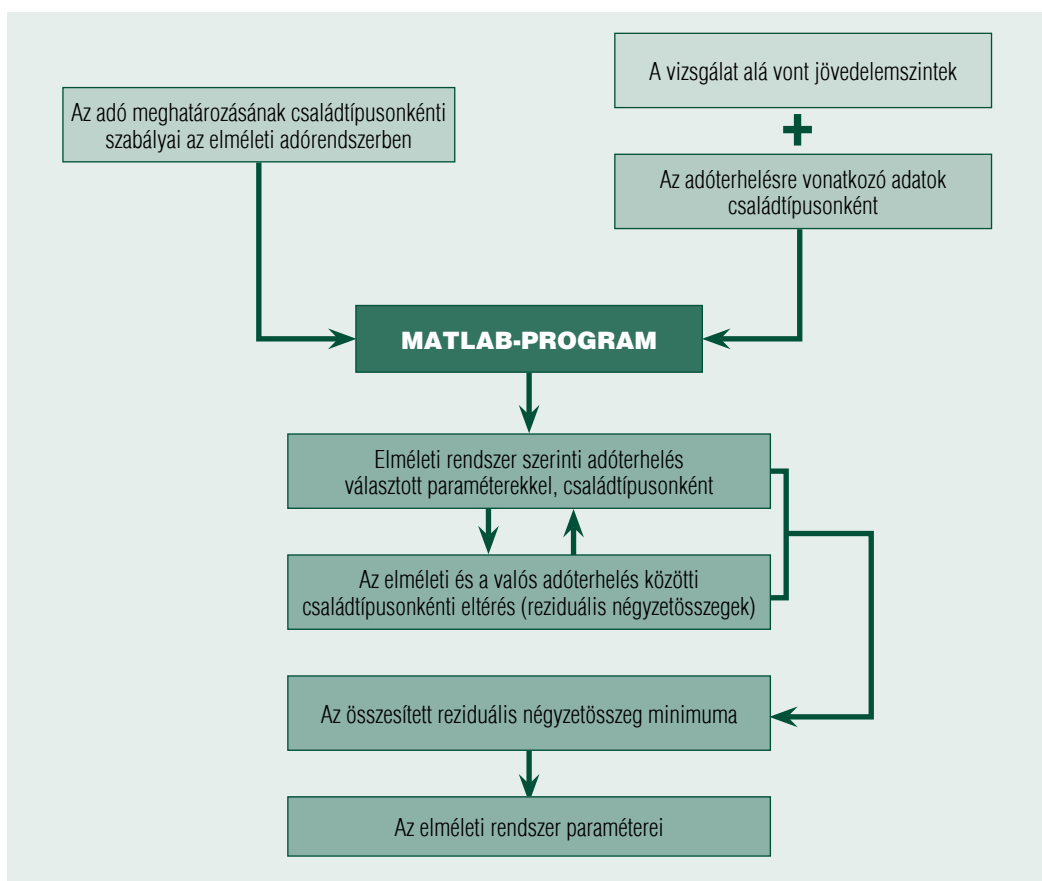 A vizsgálat alá vont jövedelemszintek
Az adó meghatározásának családtípusonkénti
szabályai az elméleti adórendszerben
+
Az adóterhelésre vonatkozó adatok
családtípusonként
MATLAB-PROGRAM
Elméleti rendszer szerinti adóterhelés
választott paraméterekkel, családtípusonként
Az elméleti és a valós adóterhelés közötti
családtípusonkénti eltérés (reziduális négyzetösszegek)
Az összesített reziduális négyzetösszeg minimuma
Az elméleti rendszer paraméterei